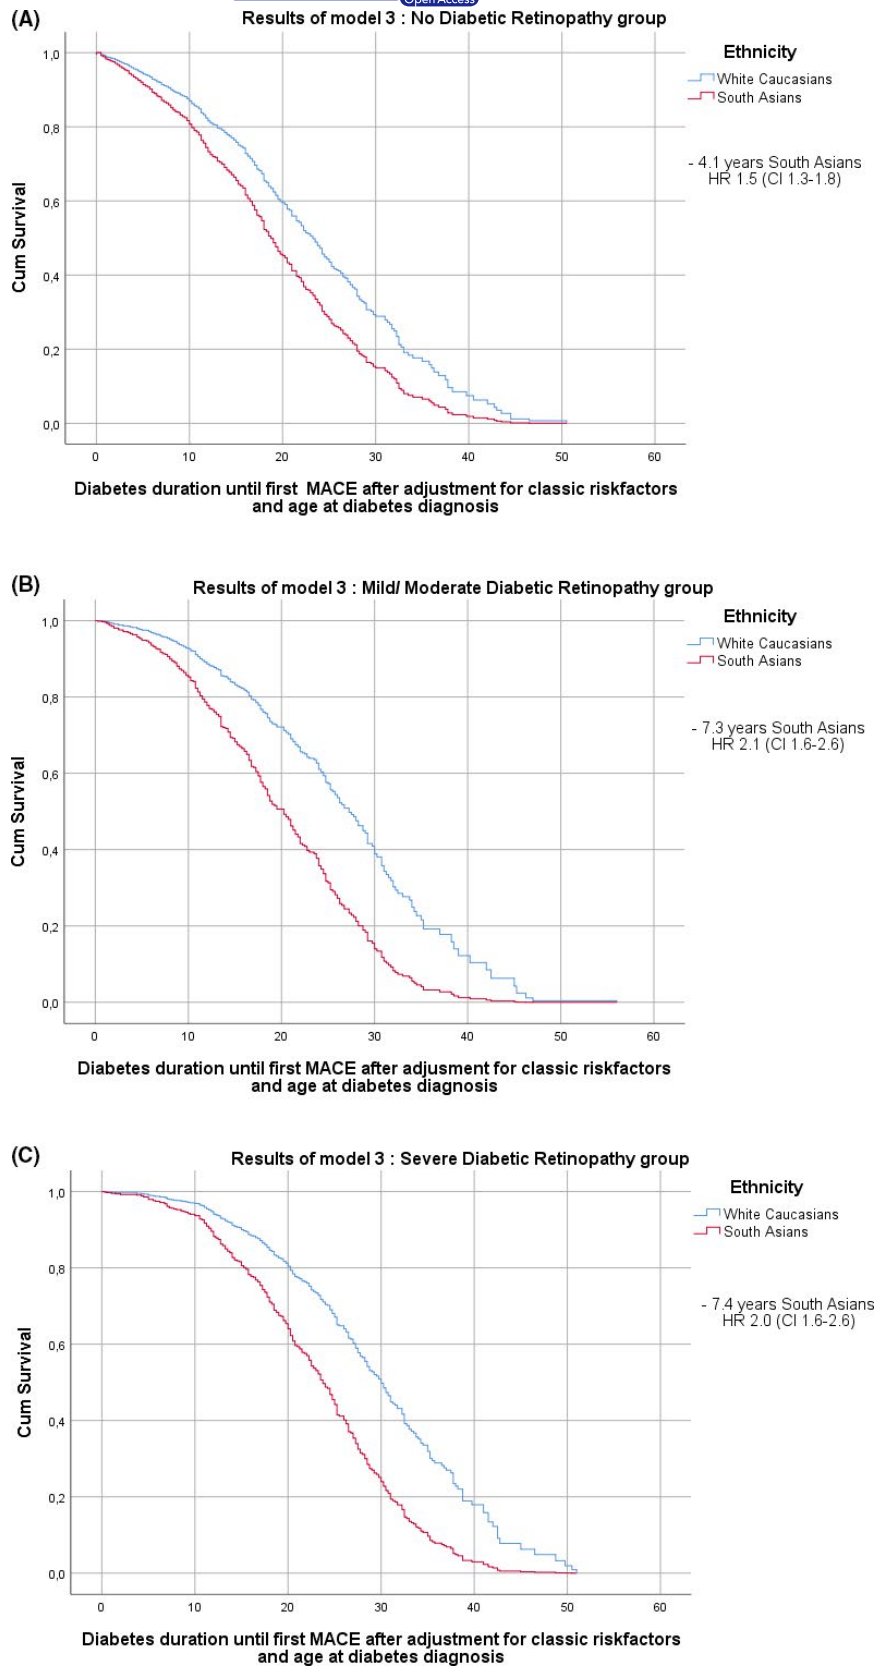 Open Access
(A)
Results of model 3 : No Diabetic Retinopathy group
Ethnicity
White Caucasians
South Asians
- 4.1 years South Asians
HR 1.5 (CI 1.3-1.8)
Cum Survival
1,0
0,8
0,6
0,4
0,2
0,0
0 10 20 30 40 50 60
Diabetes duration until first MACE after adjustment for classic riskfactors
and age at diabetes diagnosis
(B)
Results of model 3 : Mild/ Moderate Diabetic Retinopathy group
Ethnicity
White Caucasians
South Asians
- 7.3 years South Asians
HR 2.1 (CI 1.6-2.6)
Cum Survival
1,0
0,8
0,6
0,4
0,2
0,0
0 10 20 30 40 50 60
Diabetes duration until first MACE after adjusment for classic riskfactors
and age at diabetes diagnosis
(C)
Results of model 3 : Severe Diabetic Retinopathy group
Ethnicity
White Caucasians
South Asians
- 7.4 years South Asians
HR 2.0 (CI 1.6-2.6)
Cum Survival
1,0
0,8
0,6
0,4
0,2
0,0
0 10 20 30 40 50 60
Diabetes duration until first MACE after adjustment for classic riskfactors
and age at diabetes diagnosis